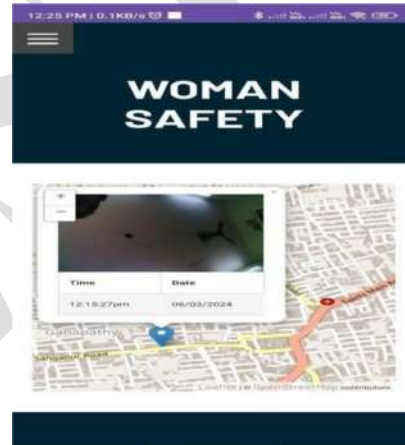 12:25 PM | 0.1KB/s
WOMAN
SAFETY
+
−
Time Date
12:15:27pm 06/03/2024
Ganapathy
Road
Leaflet | © OpenStreetMap contributors